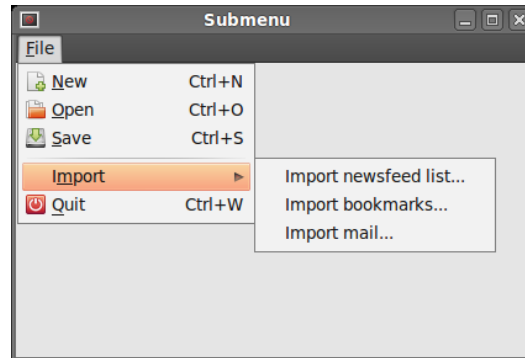 Submenu
File
New Ctrl+N
Open Ctrl+O
Save Ctrl+S
Import
Quit Ctrl+W
Import newsfeed list...
Import bookmarks...
Import mail...